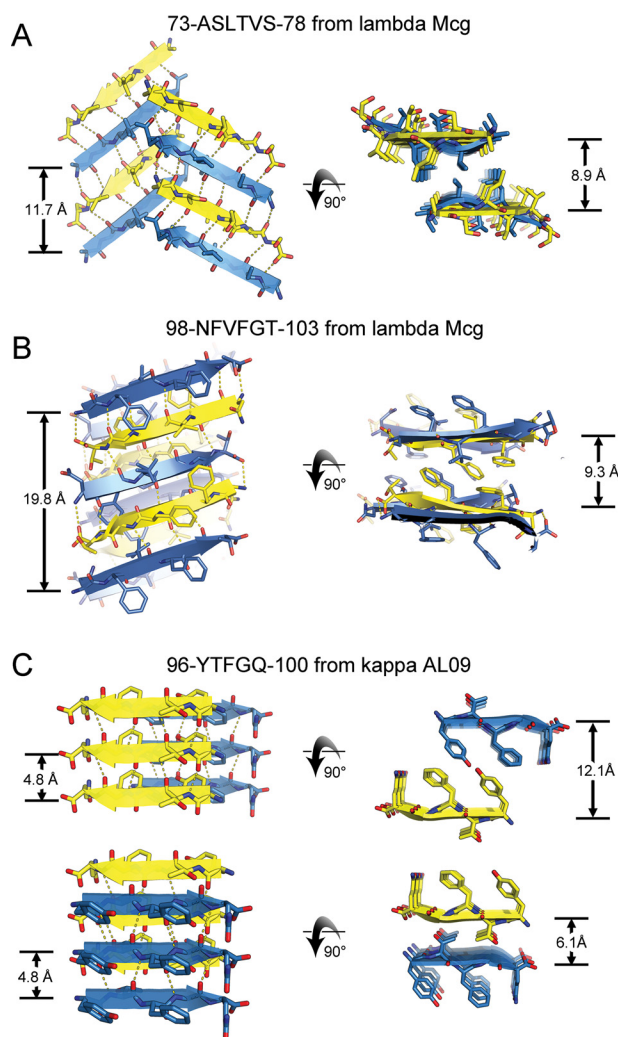 A
73-ASLTVS-78 from lambda Mcg
11.7 Å
90°
8.9 Å
B
98-NFVFGT-103 from lambda Mcg
19.8 Å
90°
9.3 Å
C
96-YTFGQ-100 from kappa AL09
4.8 Å
90°
12.1Å
4.8 Å
90°
6.1Å